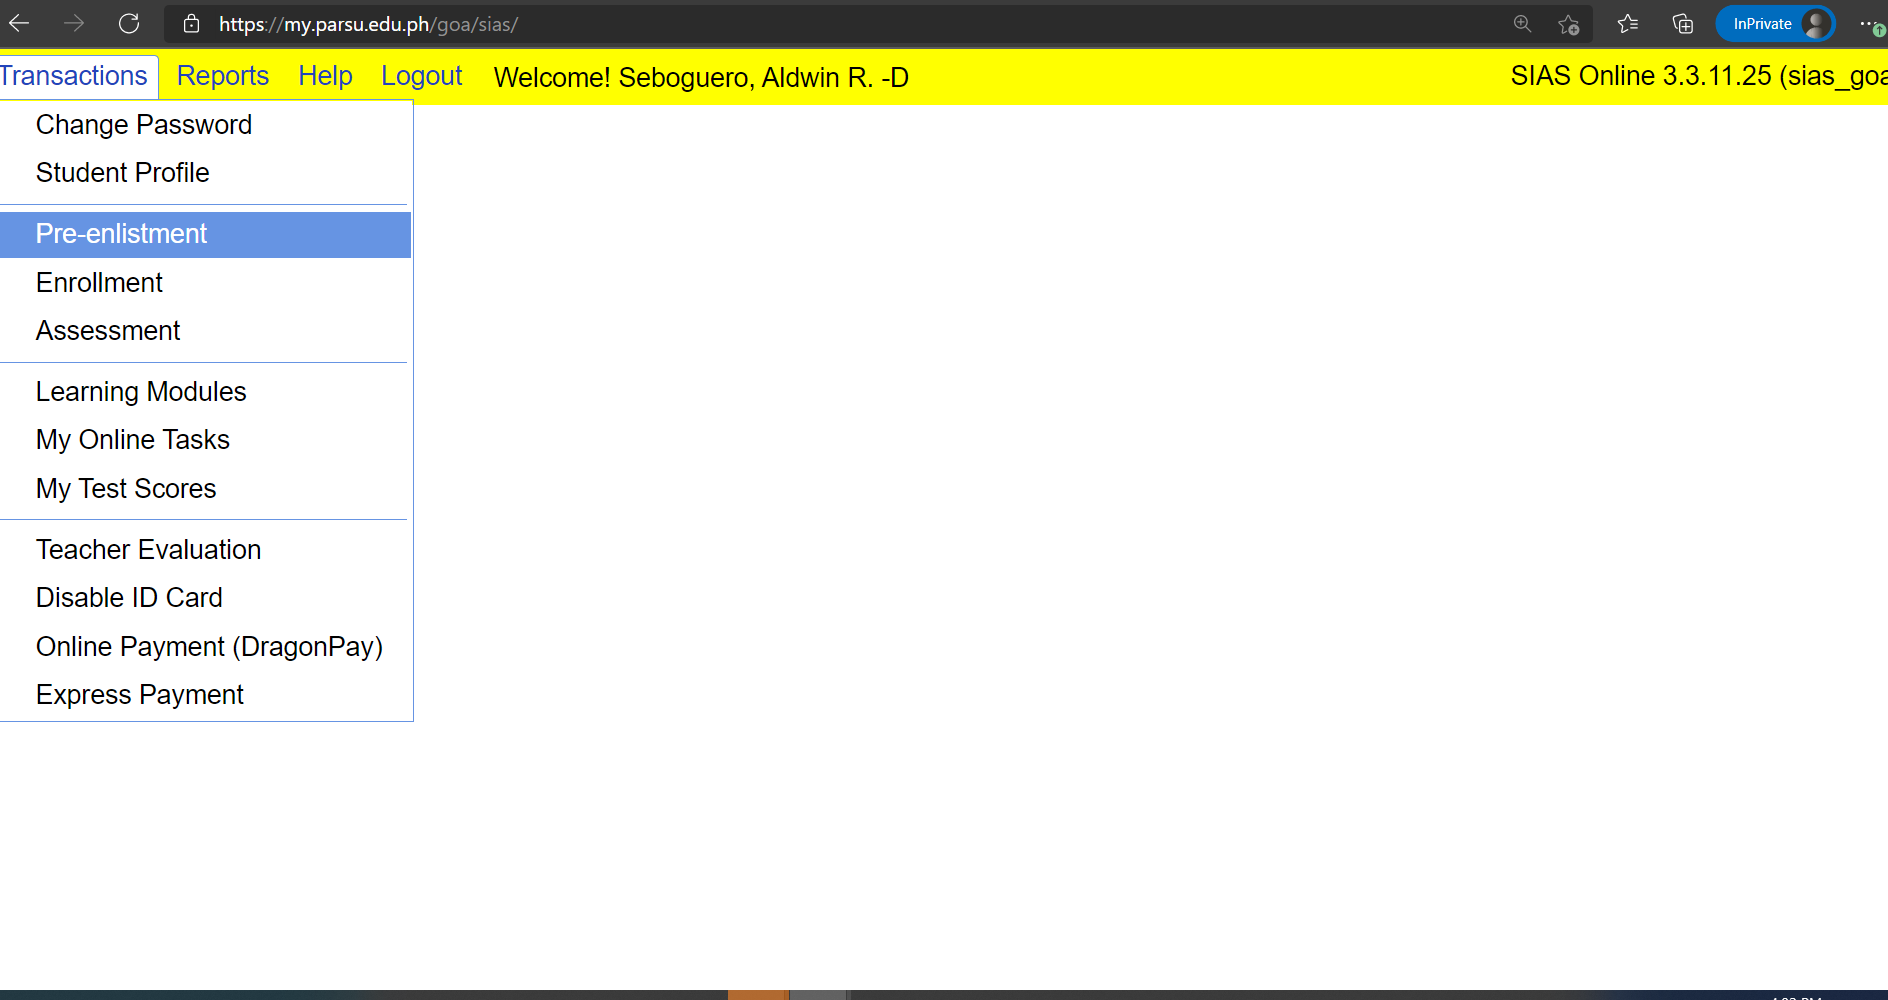 https://my.parsu.edu.ph/goa/sias/
InPrivate
Transactions Reports Help Logout Welcome! Seboguero, Aldwin R. -D SIAS Online 3.3.11.25 (sias_goa
Change Password
Student Profile
Pre-enlistment
Enrollment
Assessment
Learning Modules
My Online Tasks
My Test Scores
Teacher Evaluation
Disable ID Card
Online Payment (DragonPay)
Express Payment